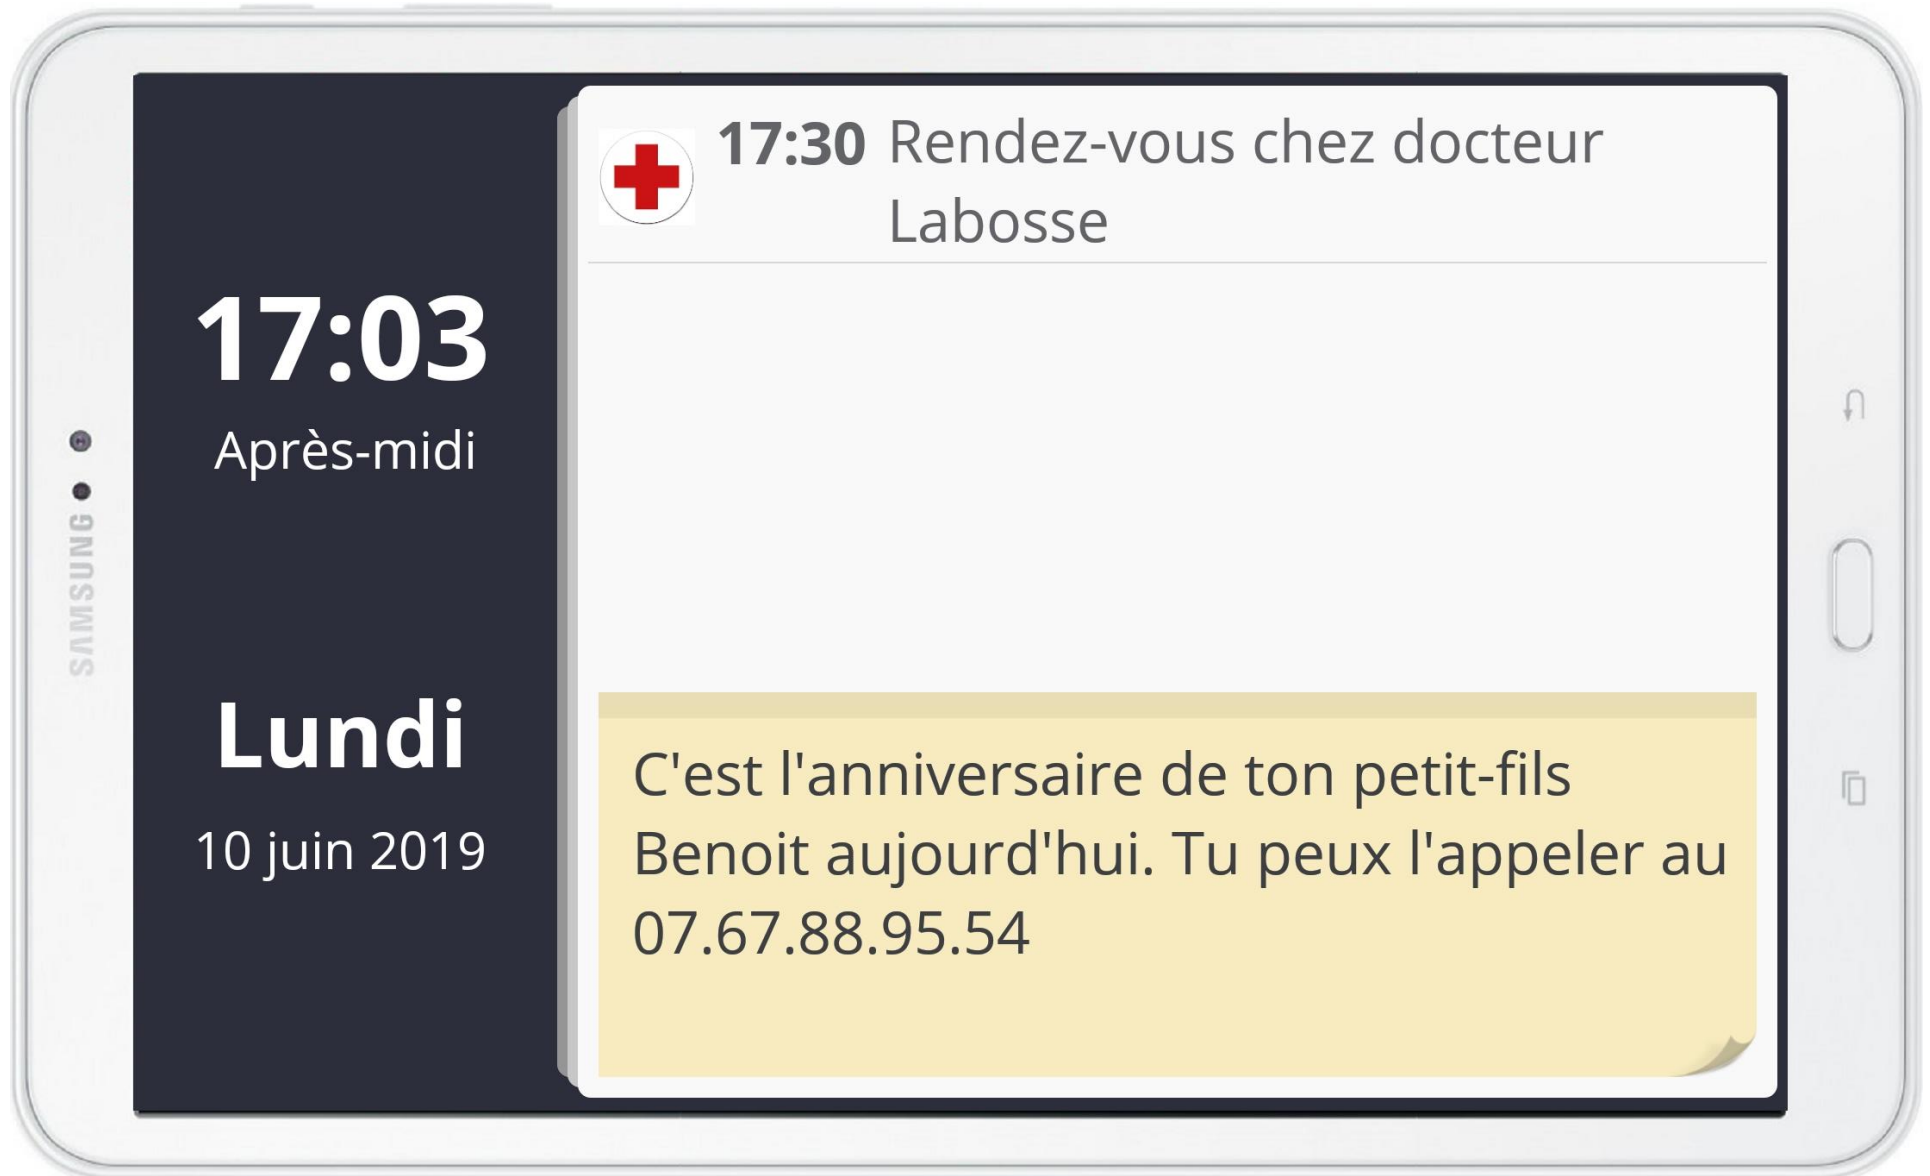 SAMSUNG
17:03
Après-midi
Lundi
10 juin 2019
17:30 Rendez-vous chez docteur
Labosse
C'est l'anniversaire de ton petit-fils
Benoit aujourd'hui. Tu peux l'appeler au
07.67.88.95.54